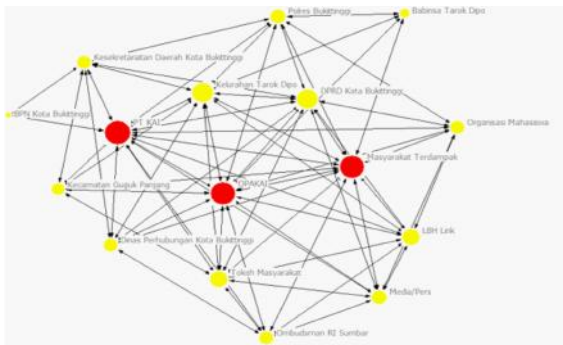 Polres Bukittinggi
Babinsa Tarok Dipo
Kesekretariatan Daerah Kota Bukittinggi
Kelurahan Tarok Dipo
DPRD Kota Bukittinggi
BPN Kota Bukittinggi
PT KAI
Organisasi Mahasiswa
Masyarakat Terdampak
Kecamatan Guguk Panjang
OPAKAI
Dinas Perhubungan Kota Bukittinggi
LBH
Tokoh Masyarakat
Media/Pers
Ombudsman RI Sumbar